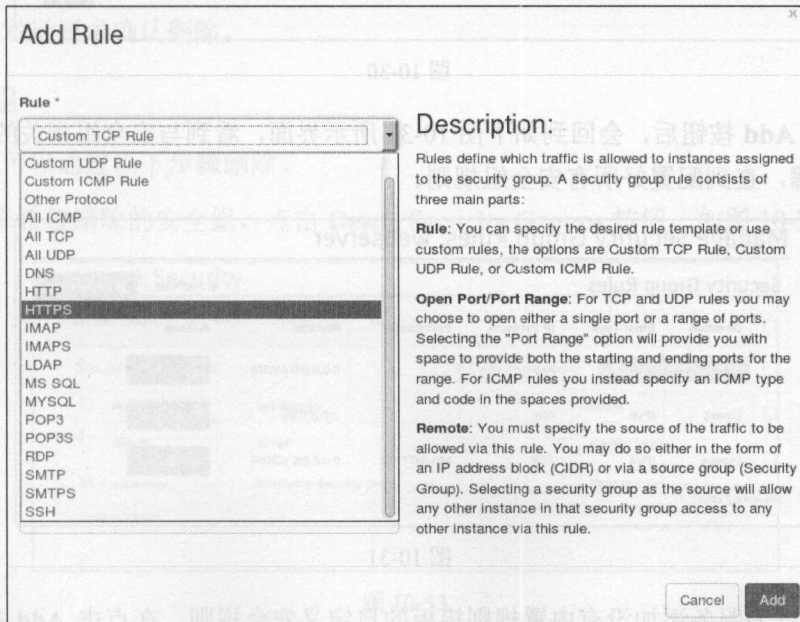 ×
Add Rule
Rule *
Custom TCP Rule
Custom UDP Rule
Custom ICMP Rule
Other Protocol
All ICMP
All TCP
All UDP
DNS
HTTP
HTTPS
IMAP
IMAPS
LDAP
MS SQL
MYSQL
POP3
POP3S
RDP
SMTP
SMTPS
SSH
Description:
Rules define which traffic is allowed to instances assigned
to the security group. A security group rule consists of
three main parts:
Rule: You can specify the desired rule template or use
custom rules, the options are Custom TCP Rule, Custom
UDP Rule, or Custom ICMP Rule.
Open Port/Port Range: For TCP and UDP rules you may
choose to open either a single port or a range of ports.
Selecting the "Port Range" option will provide you with
space to provide both the starting and ending ports for the
range. For ICMP rules you instead specify an ICMP type
and code in the spaces provided.
Remote: You must specify the source of the traffic to be
allowed via this rule. You may do so either in the form of
an IP address block (CIDR) or via a source group (Security
Group). Selecting a security group as the source will allow
any other instance in that security group access to any
other instance via this rule.
Cancel
Add
图 10-30
图 10-31